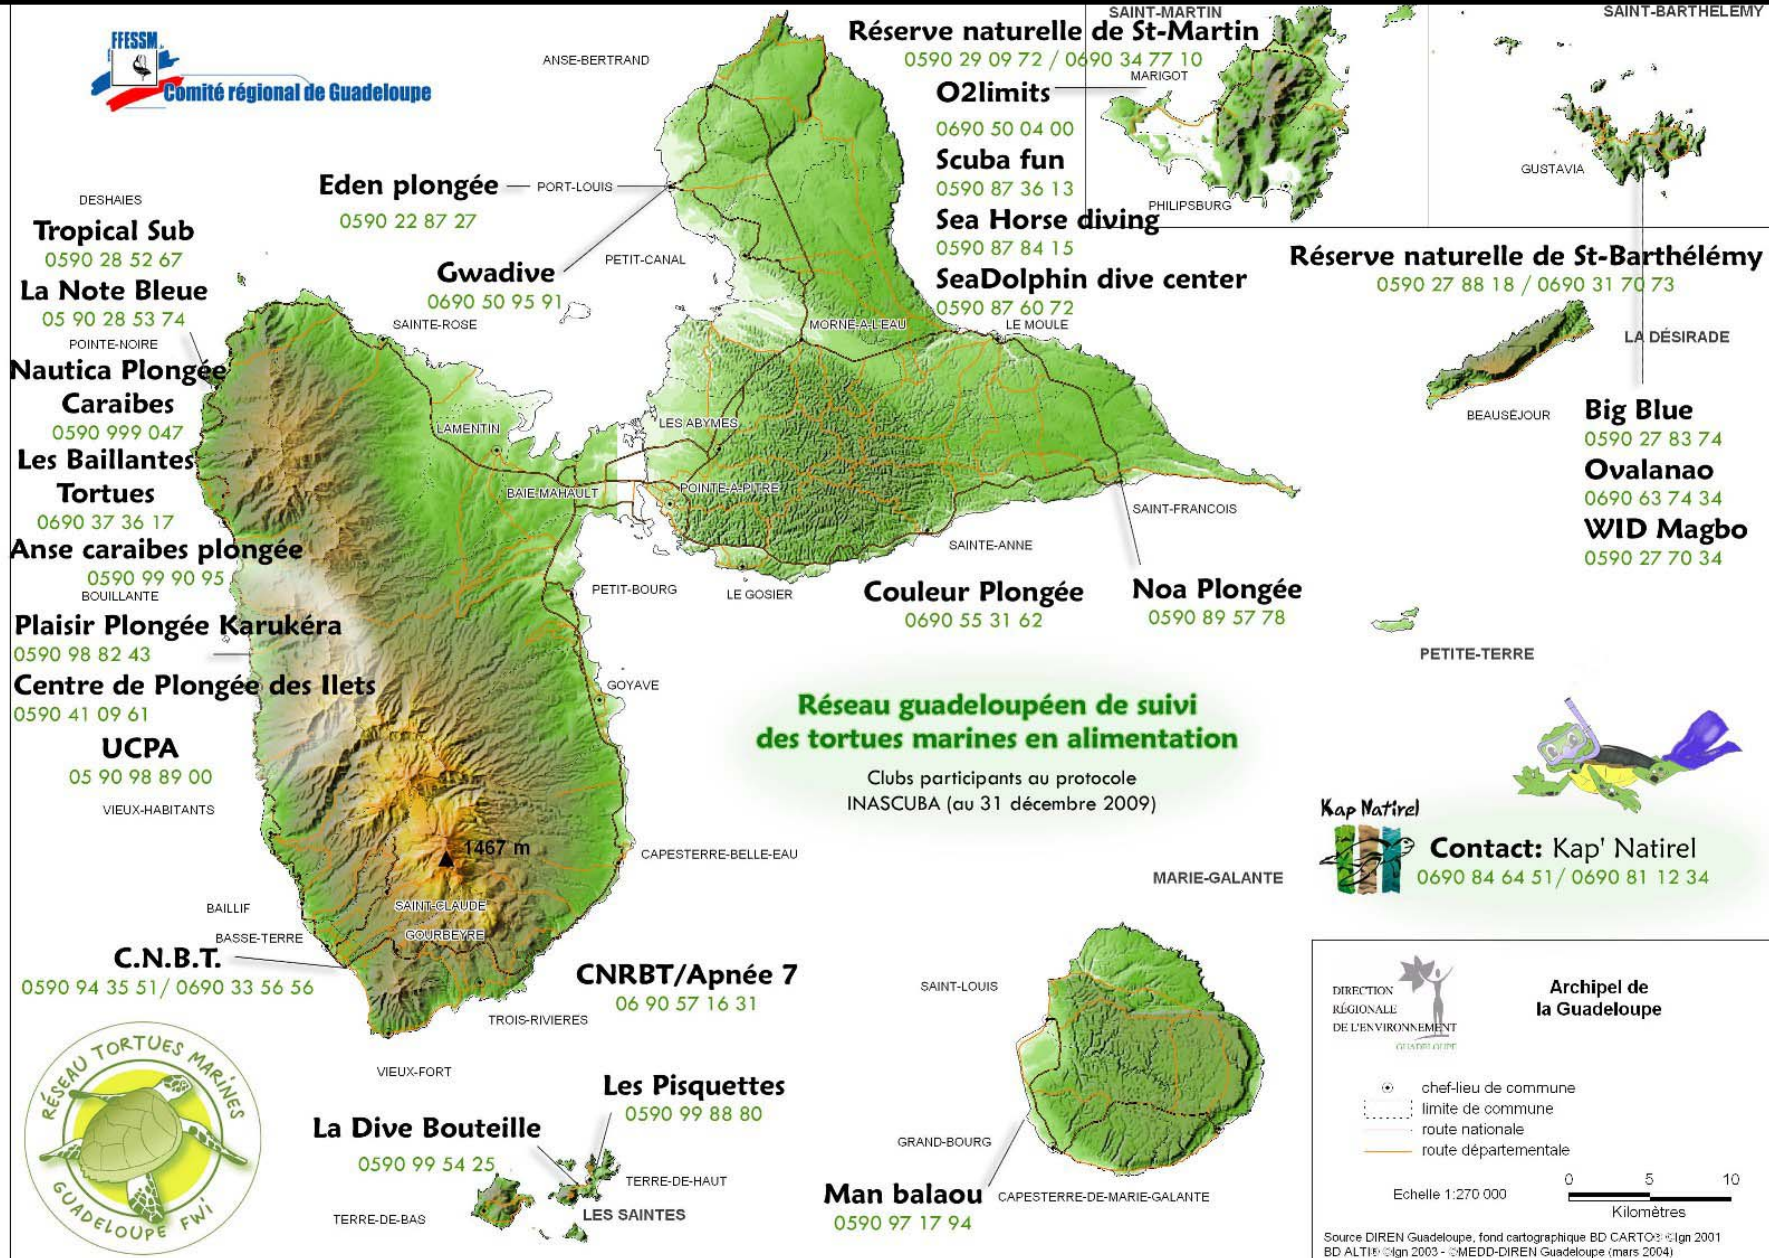 FFESSM
Comité régional de Guadeloupe
ANSE-BERTRAND
Réserve naturelle de St-Martin
0590 29 09 72 / 0690 34 77 10
SAINT-MARTIN
MARIGOT
PHILIPSBURG
SAINT-BARTHELEMY
GUSTAVIA
O2limits
0690 50 04 00
Scuba fun
0590 87 36 13
Sea Horse diving
0590 87 84 15
SeaDolphin dive center
0590 87 60 72
Réserve naturelle de St-Barthélémy
0590 27 88 18 / 0690 31 70 73
Eden plongée
0590 22 87 27
PORT-LOUIS
Gwadive
0690 50 95 91
PETIT-CANAL
DESHAIES
Tropical Sub
0590 28 52 67
La Note Bleue
05 90 28 53 74
POINTE-NOIRE
Nautica Plongée
Caraibes
0590 999 047
Les Baillantes
Tortues
0690 37 36 17
Anse caraibes plongée
0590 99 90 95
BOUILLANTE
Plaisir Plongée Karukéra
0590 98 82 43
Centre de Plongée des Ilets
0590 41 09 61
UCPA
05 90 98 89 00
VIEUX-HABITANTS
SAINTE-ROSE
LAMENTIN
BAIE-MAHAULT
MORNE-A-L'EAU
LE MOULE
LES ABYMES
POINTE-A-PITRE
SAINT-FRANCOIS
SAINTE-ANNE
LE GOSIER
PETIT-BOURG
GOYAVE
LA DÉSIRADE
BEAUSÉJOUR
Big Blue
0590 27 83 74
Ovalanao
0690 63 74 34
WID Magbo
0590 27 70 34
Couleur Plongée
0690 55 31 62
Noa Plongée
0590 89 57 78
PETITE-TERRE
Réseau guadeloupéen de suivi
des tortues marines en alimentation
Clubs participants au protocole
INASCUBA (au 31 décembre 2009)
Kap Natirel
Contact: Kap' Natirel
0690 84 64 51/ 0690 81 12 34
1467 m
CAPESTERRE-BELLE-EAU
SAINT-CLAUDE
GOURBEYRE
BAILLIF
BASSE-TERRE
C.N.B.T.
0590 94 35 51/ 0690 33 56 56
CNRBT/Apnée 7
06 90 57 16 31
TROIS-RIVIERES
VIEUX-FORT
RÉSEAU TORTUES MARINES
GUADELOUPE FWI
Les Pisquettes
0590 99 88 80
La Dive Bouteille
0590 99 54 25
TERRE-DE-HAUT
TERRE-DE-BAS
LES SAINTES
MARIE-GALANTE
SAINT-LOUIS
GRAND-BOURG
Man balaou
0590 97 17 94
CAPESTERRE-DE-MARIE-GALANTE
DIRECTION
RÉGIONALE
DE L'ENVIRONNEMENT
GUADELOUPE
Archipel de
la Guadeloupe
chef-lieu de commune
limite de commune
route nationale
route départementale
Echelle 1:270 000
0 5 10
Kilomètres
Source DIREN Guadeloupe, fond cartographique BD CARTO® ©Ign 2001
BD ALTI® ©Ign 2003 - ©MEDD-DIREN Guadeloupe (mars 2004)